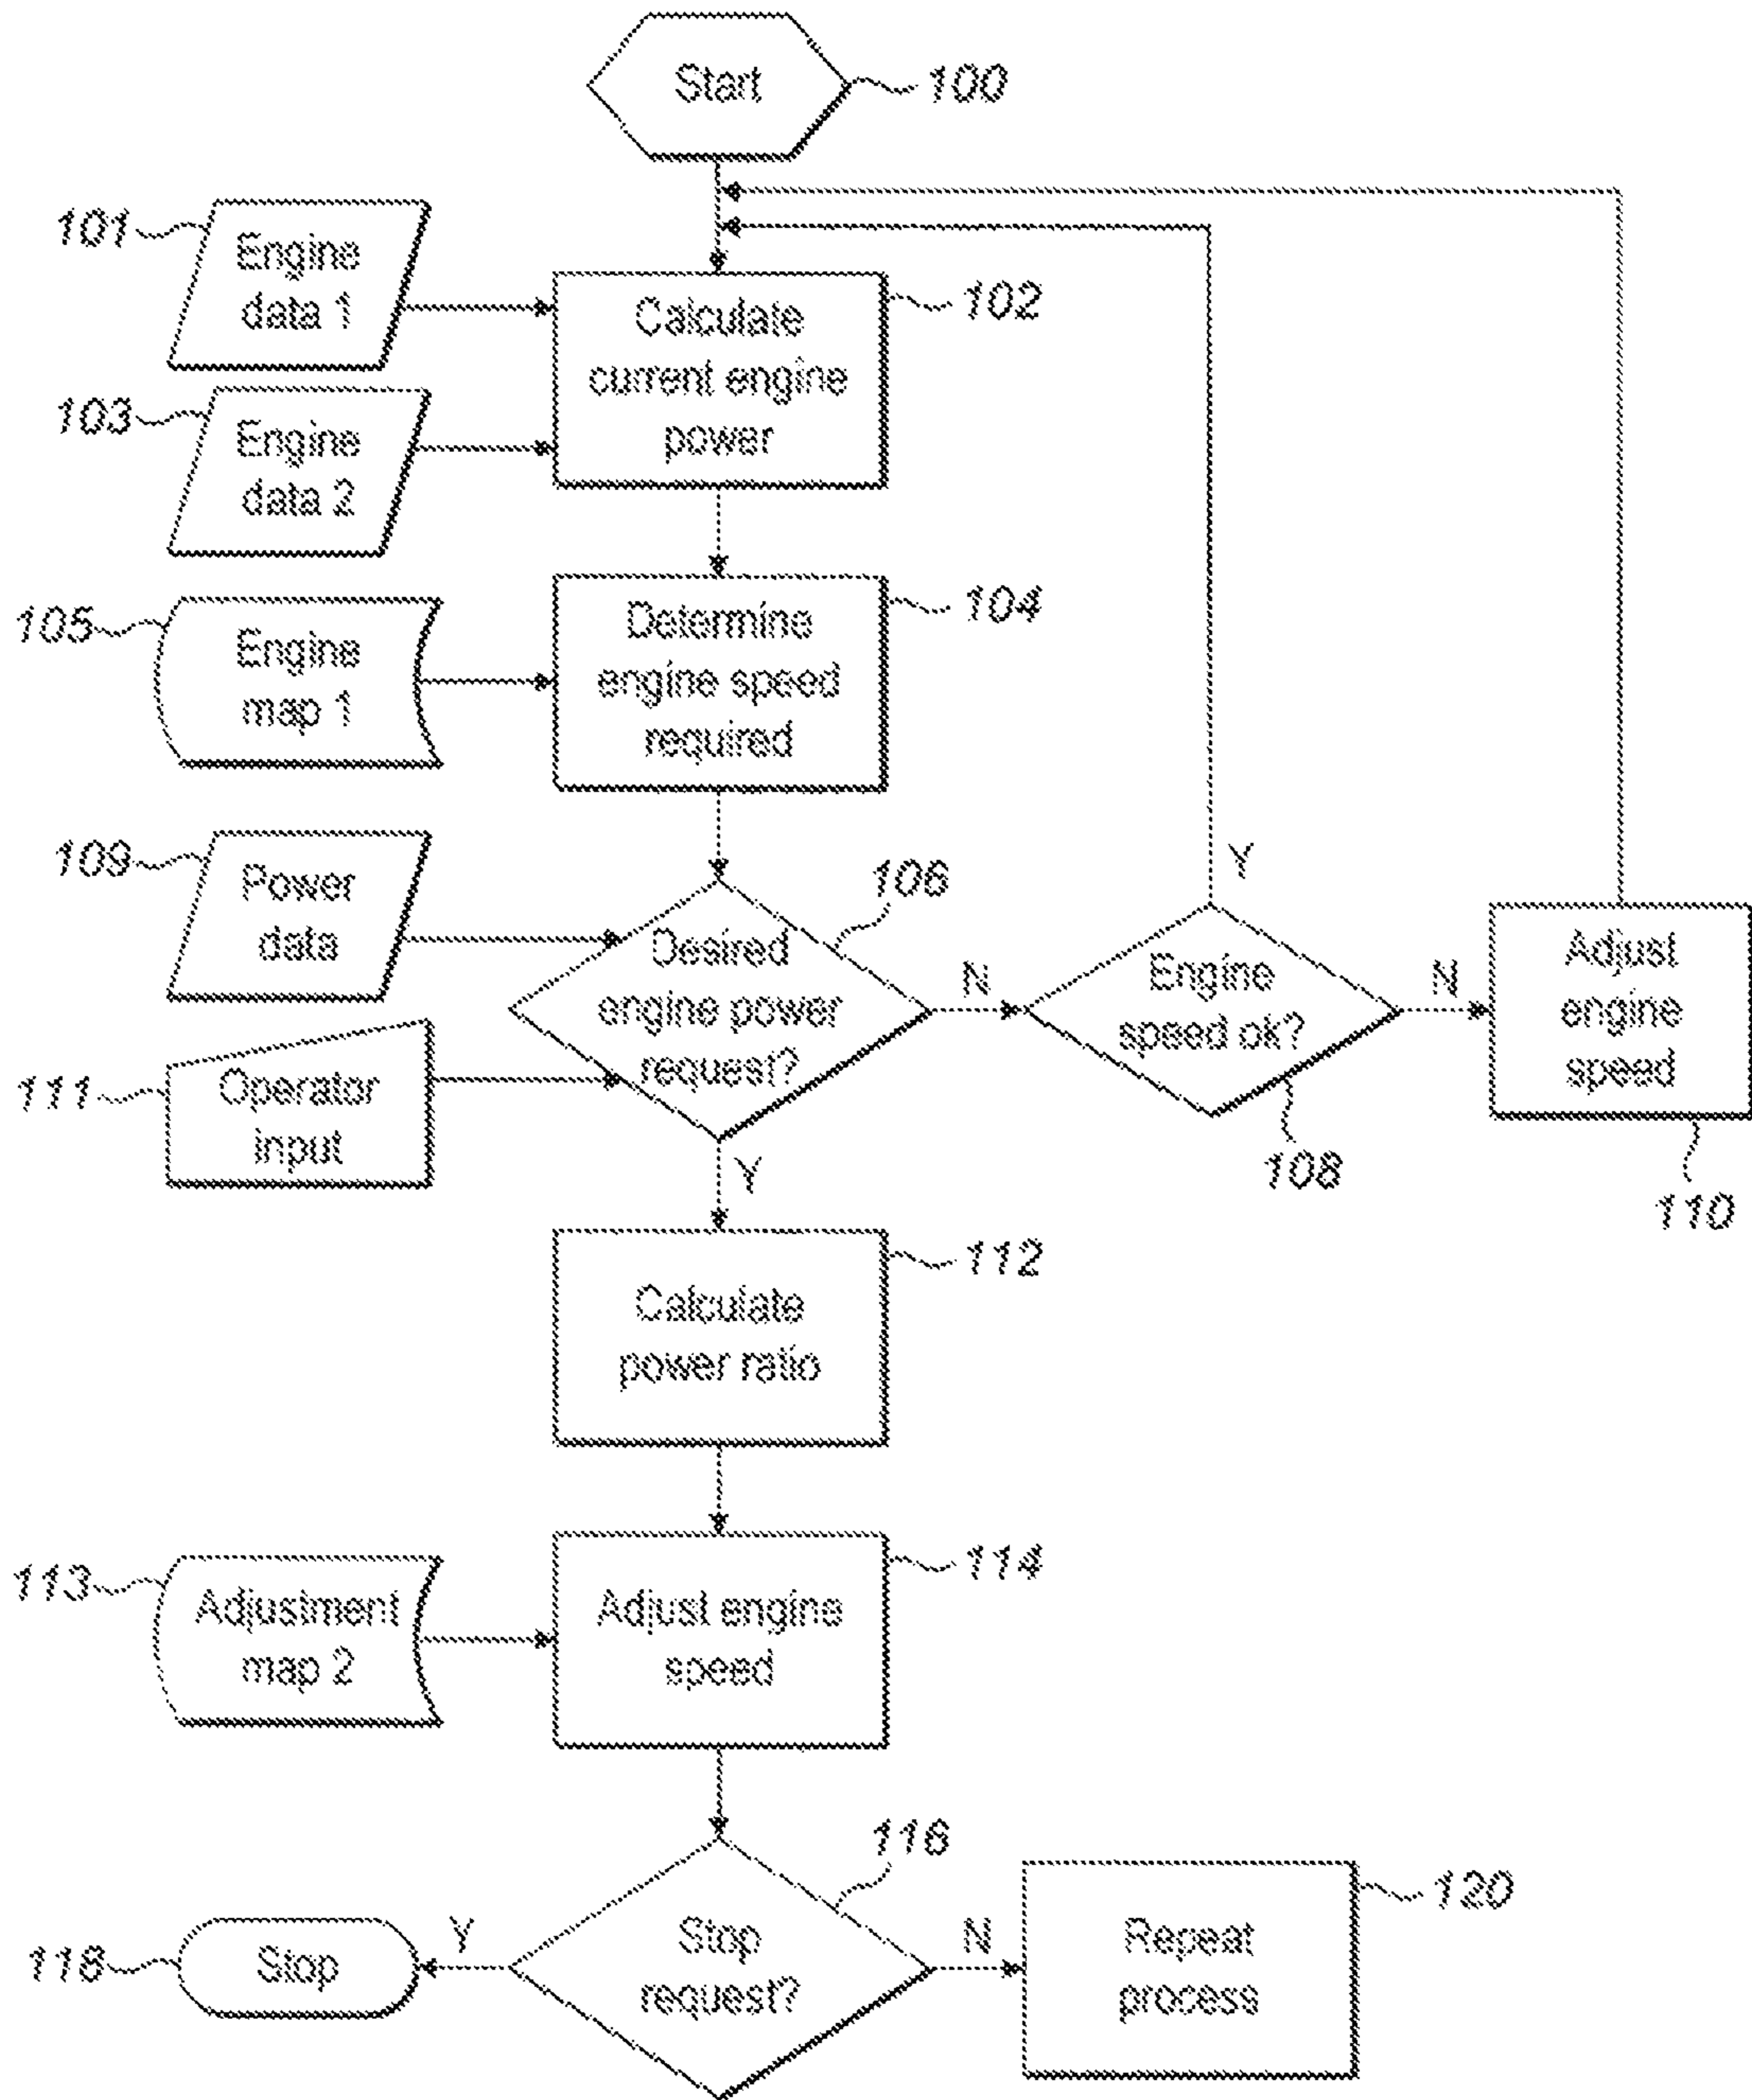 Start
100
101
Engine
data 1
Calculate
current engine
power
102
103
Engine
data 2
105
Engine
map 1
Determine
engine speed
required
104
109
Power
data
Desired
engine power
request?
106
N
Y
Engine
speed ok?
108
N
Adjust
engine
speed
110
111
Operator
input
Y
Calculate
power ratio
112
113
Adjustment
map 2
Adjust engine
speed
114
116
118
Stop
Y
Stop
request?
N
Repeat
process
120